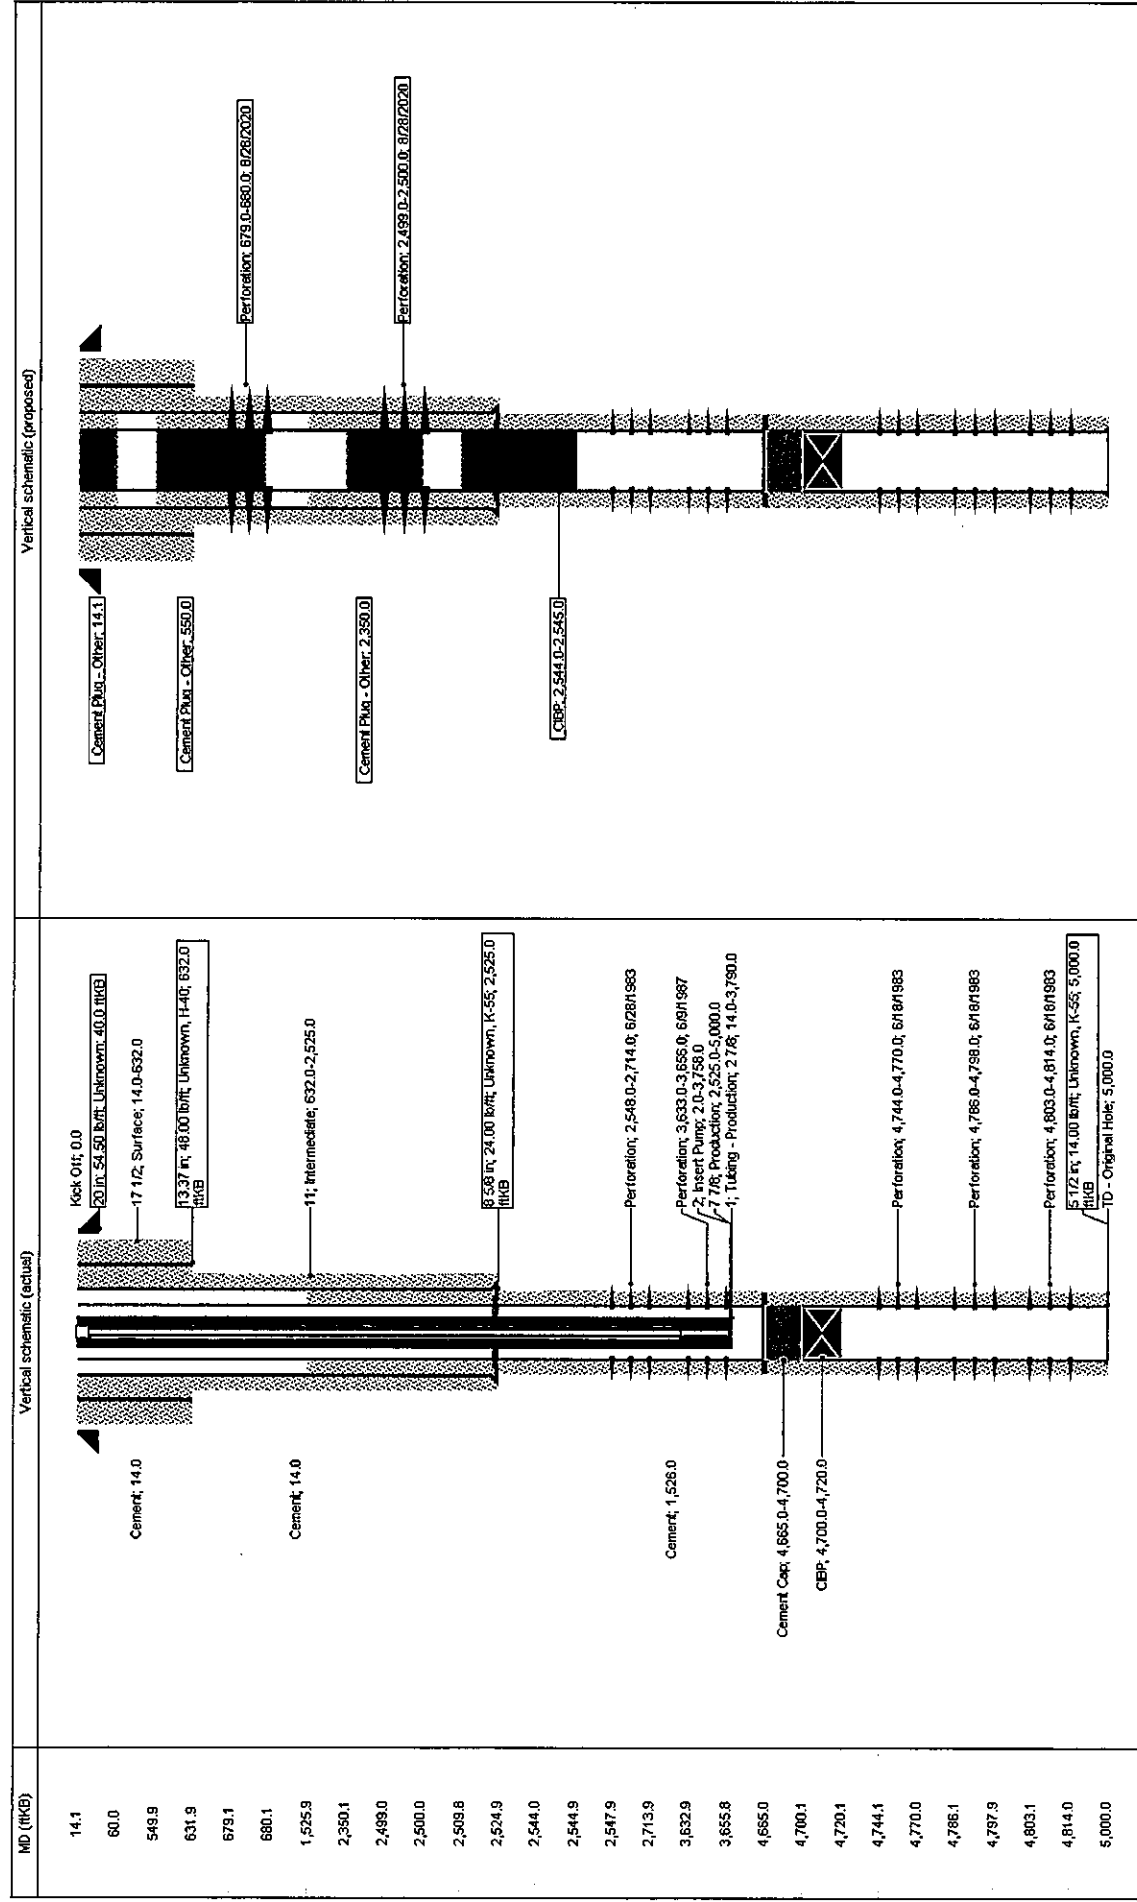 MD (ftKB)
14.1
60.0
549.9
631.9
679.1
680.1
1,525.9
2,350.1
2,499.0
2,500.0
2,509.8
2,524.9
2,544.0
2,544.9
2,547.9
2,713.9
3,632.9
3,655.8
4,665.0
4,700.1
4,720.1
4,744.1
4,770.0
4,786.1
4,797.9
4,803.1
4,814.0
5,000.0
Vertical schematic (actual)
Cement; 14.0
Cement; 14.0
Cement; 1,526.0
Cement Cap; 4,665.0-4,700.0
CIBP; 4,700.0-4,720.0
Kick Off; 0.0
20 in; 54.50 lb/ft; Unknown; 40.0 ftKB
17 1/2; Surface; 14.0-632.0
13.37 in; 48.00 lb/ft; Unknown, H-40; 632.0
ftKB
11; Intermediate; 632.0-2,525.0
8 5/8 in; 24.00 lb/ft; Unknown, K-55; 2,525.0
ftKB
Perforation; 2,548.0-2,714.0; 6/28/1983
Perforation; 3,633.0-3,656.0; 6/9/1987
2; Insert Pump; 2.0-3,758.0
7 7/8; Production; 2,525.0-5,000.0
1; Tubing - Production; 2 7/8; 14.0-3,790.0
Perforation; 4,744.0-4,770.0; 6/18/1983
Perforation; 4,786.0-4,798.0; 6/18/1983
Perforation; 4,803.0-4,814.0; 6/18/1983
5 1/2 in; 14.00 lb/ft; Unknown, K-55; 5,000.0
ftKB
TD - Original Hole; 5,000.0
Vertical schematic (proposed)
Cement Plug - Other; 14.1
Cement Plug - Other; 550.0
Cement Plug - Other; 2,350.0
CIBP; 2,544.0-2,545.0
Perforation; 679.0-680.0; 8/28/2020
Perforation; 2,499.0-2,500.0; 8/28/2020